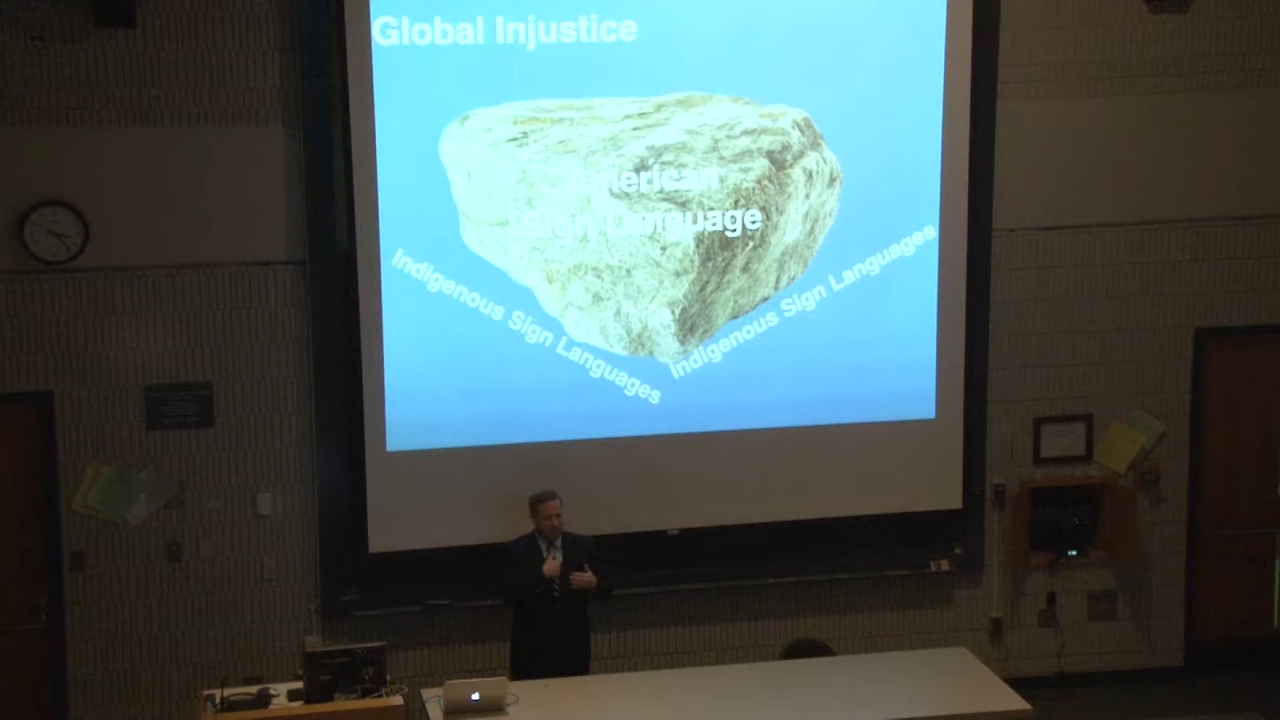 Global Injustice
American
Sign Language
Indigenous Sign Languages
Indigenous Sign Languages